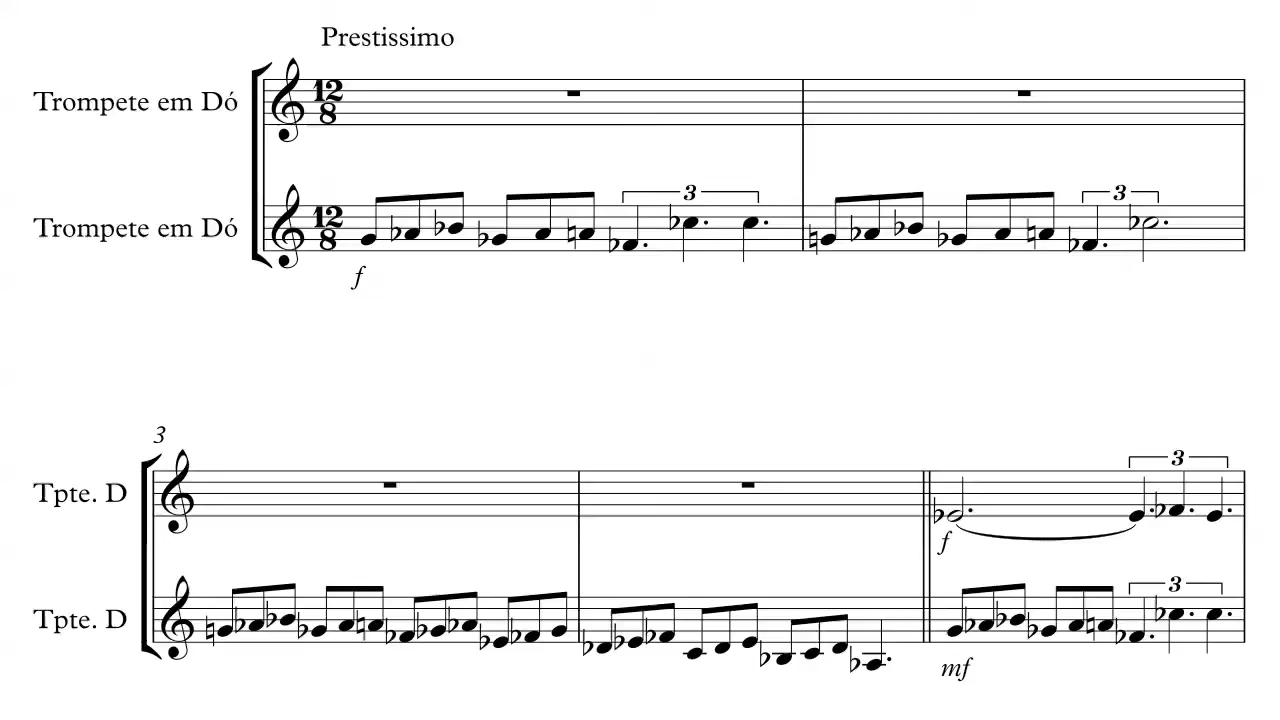 Prestissimo
Trompete em Dó
12
8
Trompete em Dó
12
8
3
3
f
3
Tpte. D
3
f
Tpte. D
3
mf